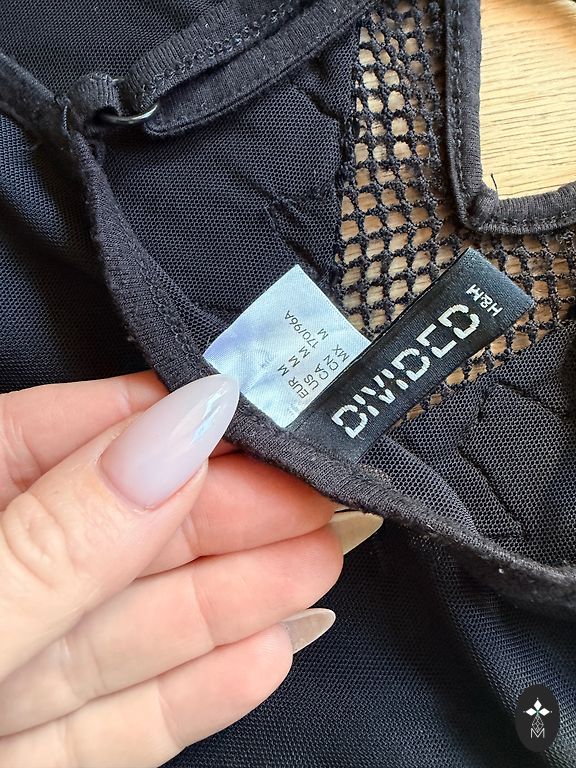 EUR M
US M
CA M
CN 170/96A
MX M
DIVIDED
H&M
M